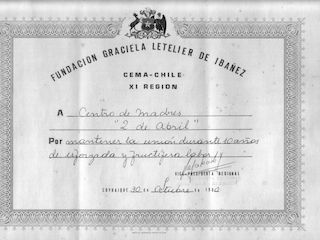 FUNDACION GRACIELA LETELIER DE IBAÑEZ
CEMA-CHILE
XI REGION
A Centro de Madres
"2 de Abril"
Por mantener la unión durante 10 años
de esforzada y fructífera labor
VICE-PRESIDENTA REGIONAL
COYHAIQUE 30 de Octubre de